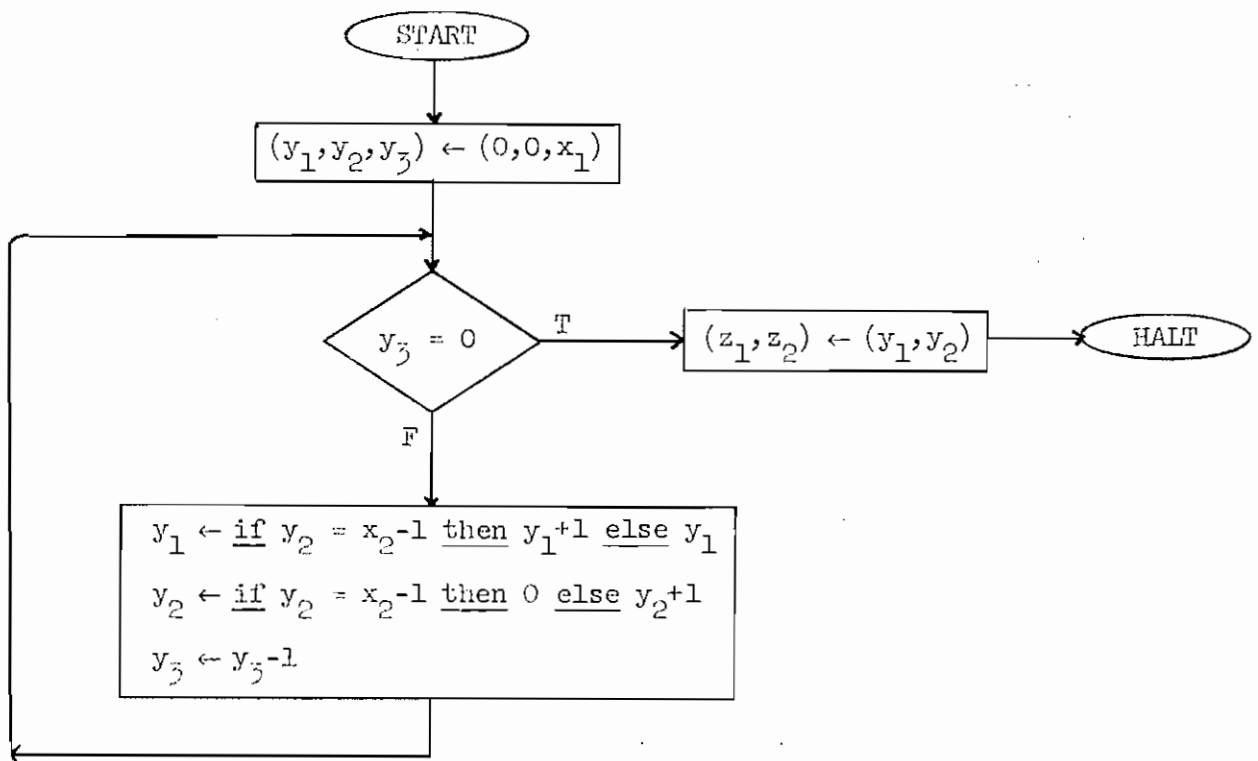 START
(y₁,y₂,y₃) ← (0,0,x₁)
y₃ = 0
T
(z₁,z₂) ← (y₁,y₂)
HALT
F
y₁ ← if y₂ = x₂-1 then y₁+1 else y₁
y₂ ← if y₂ = x₂-1 then 0 else y₂+1
y₃ ← y₃-1